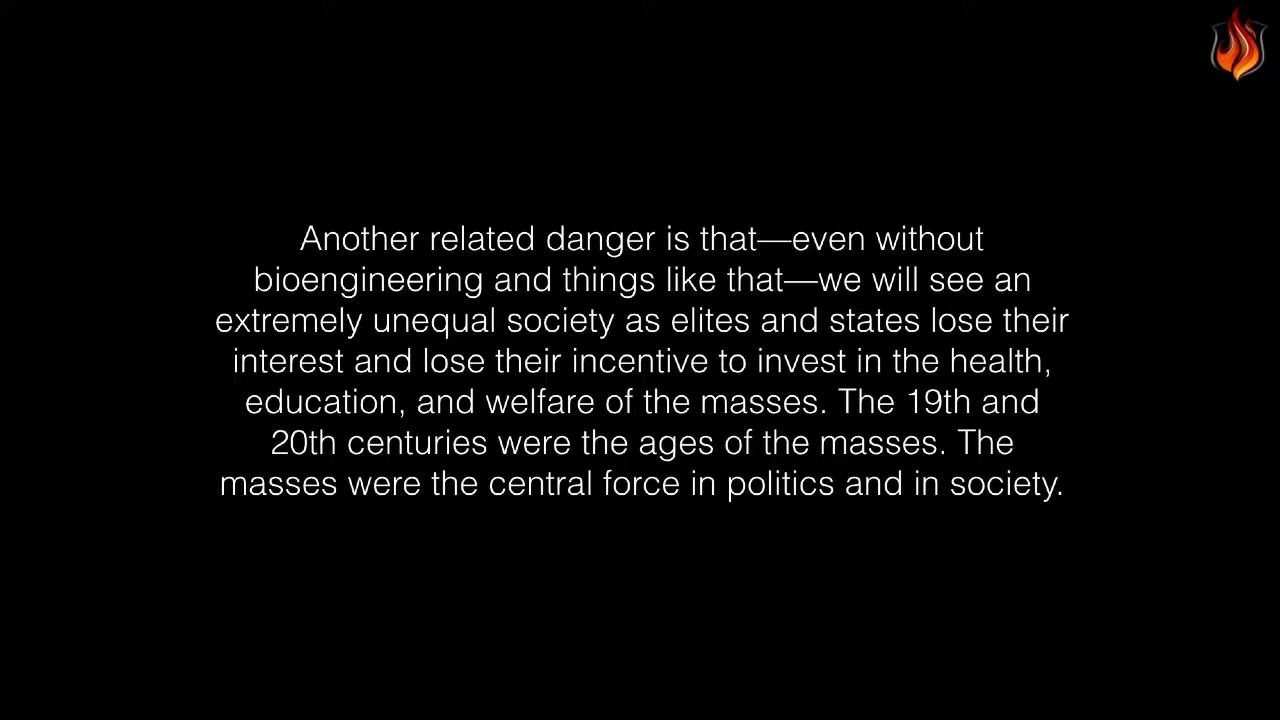 Another related danger is that—even without
bioengineering and things like that—we will see an
extremely unequal society as elites and states lose their
interest and lose their incentive to invest in the health,
education, and welfare of the masses. The 19th and
20th centuries were the ages of the masses. The
masses were the central force in politics and in society.